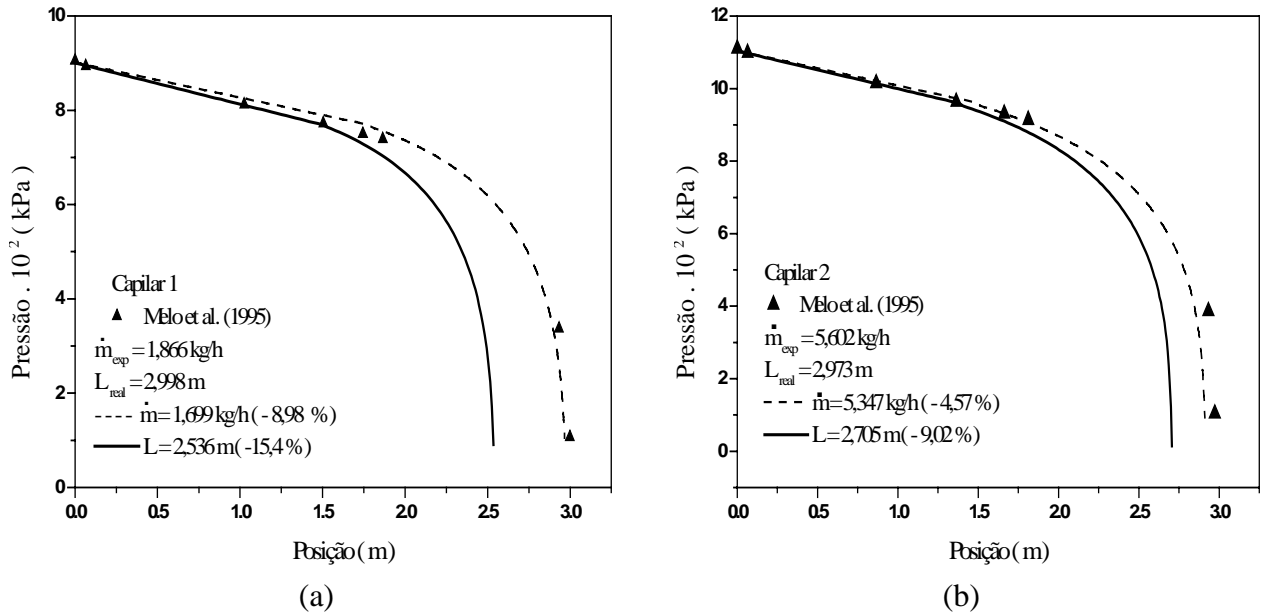 10
8
6
4
2
0
Pressão . 10² ( kPa )
Capilar 1
▲ Melo et al. (1995)
ṁexp = 1,866 kg/h
Lreal = 2,998 m
ṁ = 1,699 kg/h ( - 8,98 % )
L = 2,536 m ( -15,4 % )
0.0 0.5 1.0 1.5 2.0 2.5 3.0
Posição ( m )
(a)
12
10
8
6
4
2
0
Pressão . 10² ( kPa )
Capilar 2
▲ Melo et al. (1995)
ṁexp = 5,602 kg/h
Lreal = 2,973 m
ṁ = 5,347 kg/h ( -4,57 % )
L = 2,705 m ( - 9,02 % )
0.0 0.5 1.0 1.5 2.0 2.5 3.0
Posição ( m )
(b)